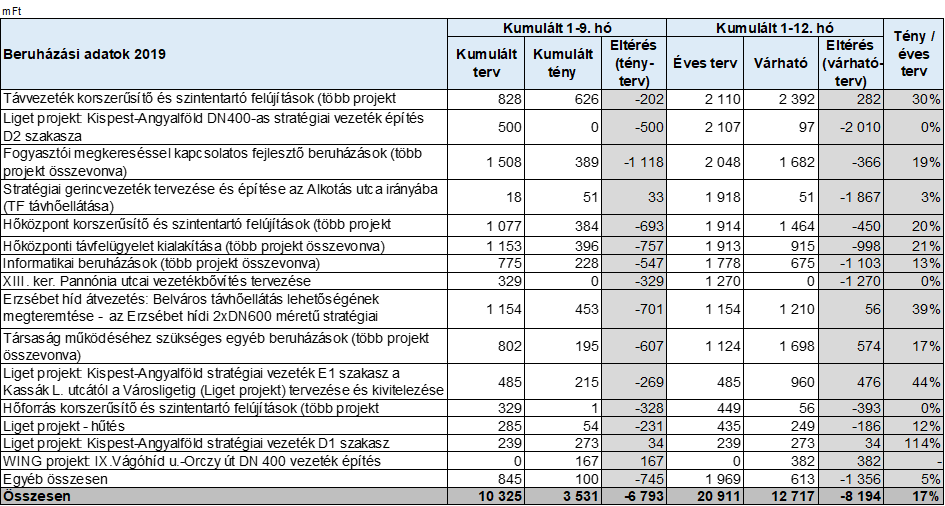 mFt
Beruházási adatok 2019 Kumulált 1-9. hó Kumulált 1-12. hó Tény / éves terv
Kumulált terv Kumulált tény Eltérés (tény-terv) Éves terv Várható Eltérés (várható-terv)
Távvezeték korszerűsítő és szintentartó felújítások (több projekt 828 626 -202 2 110 2 392 282 30%
Liget projekt: Kispest-Angyalföld DN400-as stratégiai vezeték építés
D2 szakasza 500 0 -500 2 107 97 -2 010 0%
Fogyasztói megkereséssel kapcsolatos fejlesztő beruházások (több
projekt összevonva) 1 508 389 -1 118 2 048 1 682 -366 19%
Stratégiai gerincvezeték tervezése és építése az Alkotás utca irányába
(TF távhőellátása) 18 51 33 1 918 51 -1 867 3%
Hőközpont korszerűsítő és szintentartó felújítások (több projekt 1 077 384 -693 1 914 1 464 -450 20%
Hőközponti távfelügyelet kialakítása (több projekt összevonva) 1 153 396 -757 1 913 915 -998 21%
Informatikai beruházások (több projekt összevonva) 775 228 -547 1 778 675 -1 103 13%
XIII. ker. Pannónia utcai vezetékbővítés tervezése 329 0 -329 1 270 0 -1 270 0%
Erzsébet híd átvezetés: Belváros távhőellátás lehetőségének
megteremtése - az Erzsébet hídi 2xDN600 méretű stratégiai 1 154 453 -701 1 154 1 210 56 39%
Társaság működéséhez szükséges egyéb beruházások (több projekt
összevonva) 802 195 -607 1 124 1 698 574 17%
Liget projekt: Kispest-Angyalföld stratégiai vezeték E1 szakasz a
Kassák L. utcától a Városligetig (Liget projekt) tervezése és kivitelezése 485 215 -269 485 960 476 44%
Hőforrás korszerűsítő és szintentartó felújítások (több projekt 329 1 -328 449 56 -393 0%
Liget projekt - hűtés 285 54 -231 435 249 -186 12%
Liget projekt: Kispest-Angyalföld stratégiai vezeték D1 szakasz 239 273 34 239 273 34 114%
WING projekt: IX.Vágóhíd u.-Orczy út DN 400 vezeték építés 0 167 167 0 382 382 -
Egyéb összesen 845 100 -745 1 969 613 -1 356 5%
Összesen 10 325 3 531 -6 793 20 911 12 717 -8 194 17%